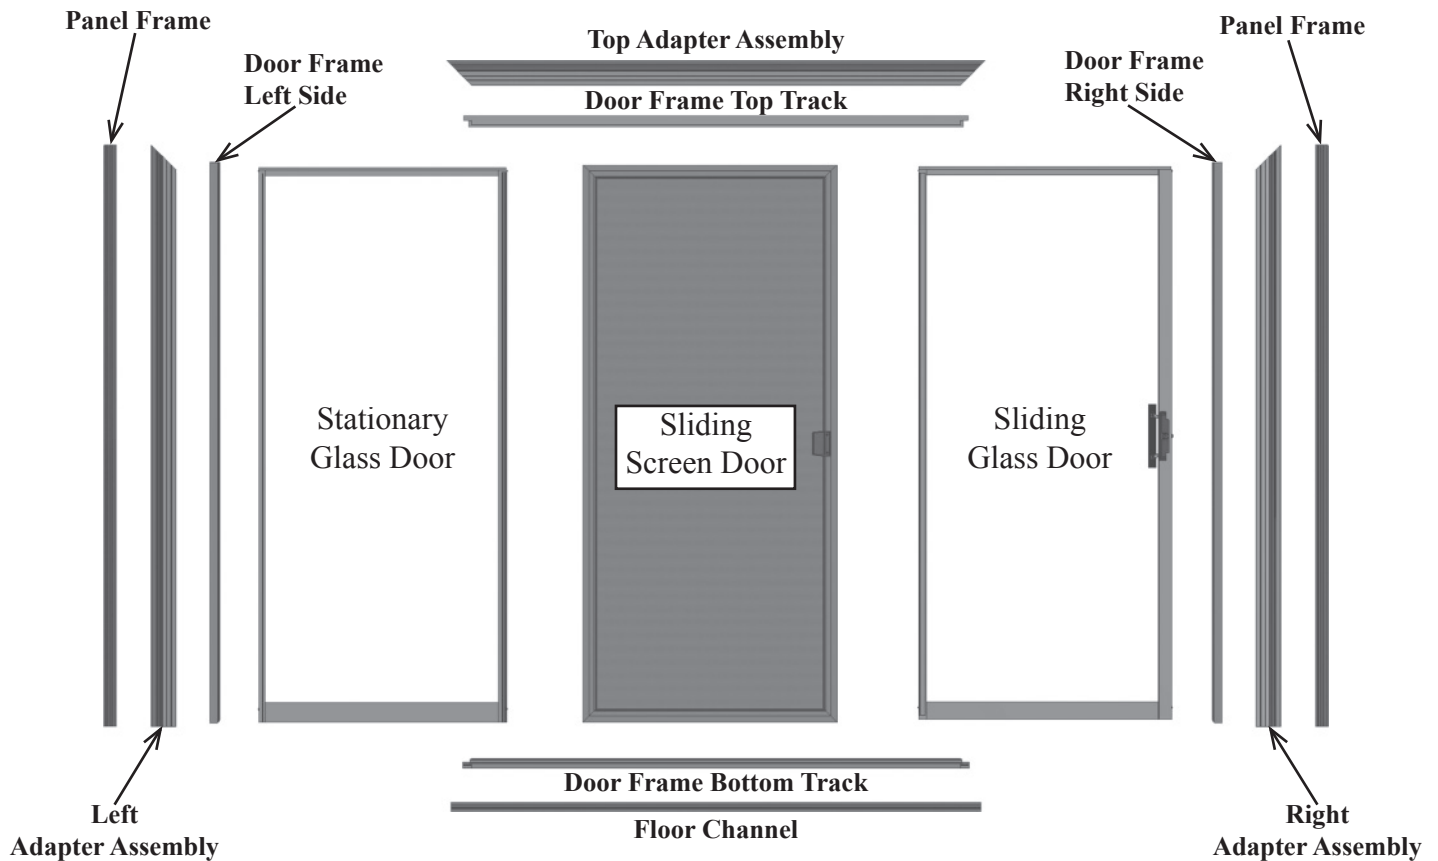 Panel Frame
Door Frame
Left Side
Top Adapter Assembly
Door Frame Top Track
Door Frame
Right Side
Panel Frame
Stationary
Glass Door
Sliding
Screen Door
Sliding
Glass Door
Door Frame Bottom Track
Floor Channel
Left
Adapter Assembly
Right
Adapter Assembly